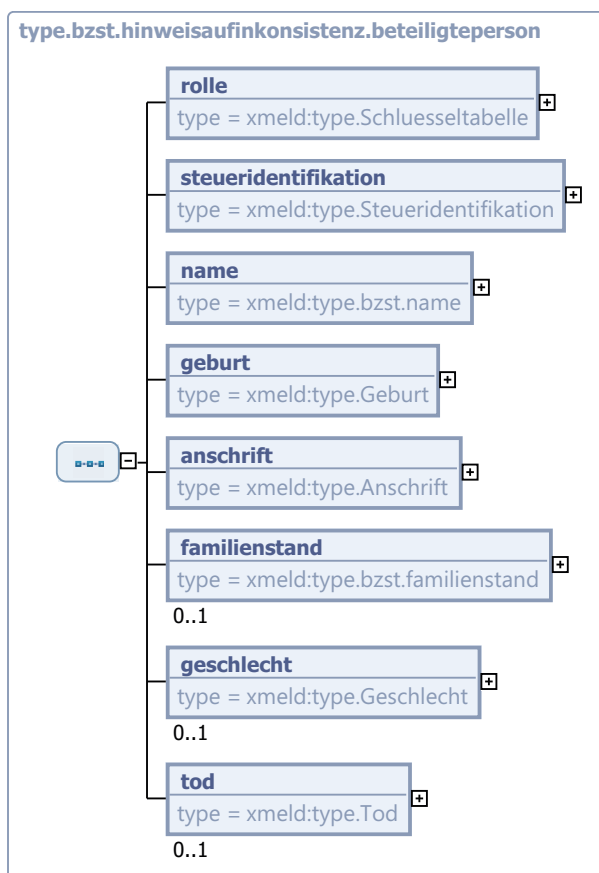 type.bzst.hinweisaufinkonsistenz.beteiligteperson
rolle
type = xmeld:type.Schluesseltabelle
steueridentifikation
type = xmeld:type.Steueridentifikation
name
type = xmeld:type.bzst.name
geburt
type = xmeld:type.Geburt
anschrift
type = xmeld:type.Anschrift
familienstand
type = xmeld:type.bzst.familienstand
0..1
geschlecht
type = xmeld:type.Geschlecht
0..1
tod
type = xmeld:type.Tod
0..1